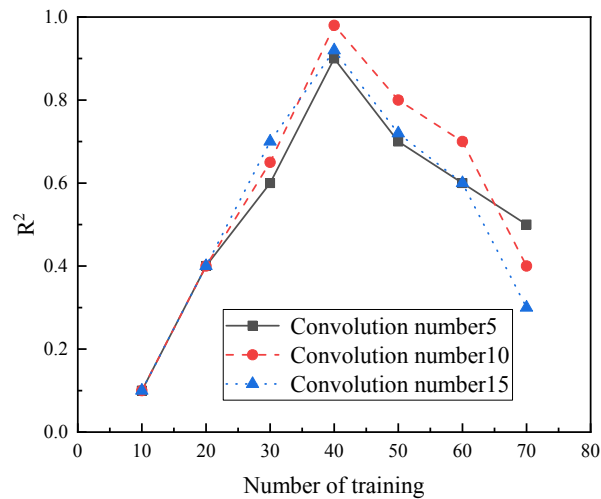 1.0
0.8
0.6
0.4
0.2
0.0
R²
Convolution number5
Convolution number10
Convolution number15
0 10 20 30 40 50 60 70 80
Number of training